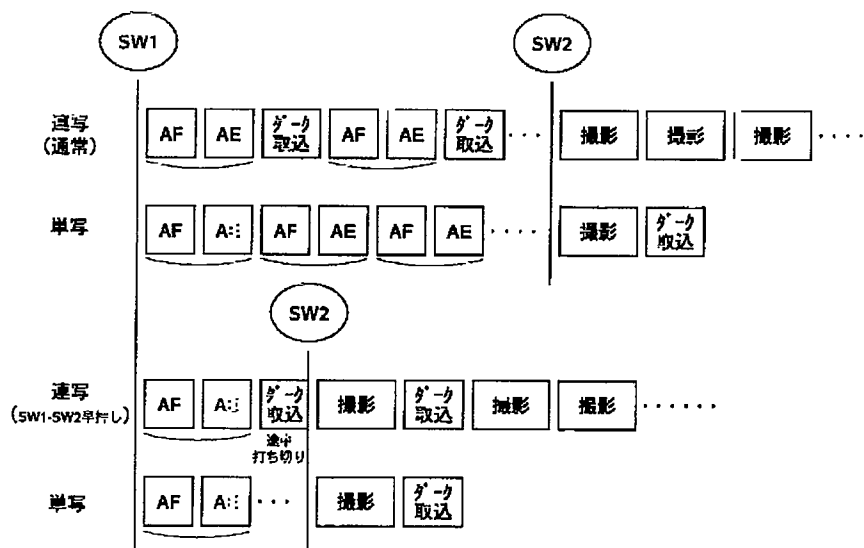 SW1
SW2
連写 AF AE ダーク取込 AF AE ダーク取込 ・・・ 撮影 撮影 撮影 ・・・・
(通常)
単写 AF AE AF AE AF AE ・・・・ 撮影 ダーク取込
SW2
連写 AF AE ダーク取込 撮影 ダーク取込 撮影 撮影 ・・・・・・
(SW1-SW2早押し)
途中
打ち切り
単写 AF AE ・・・ 撮影 ダーク取込